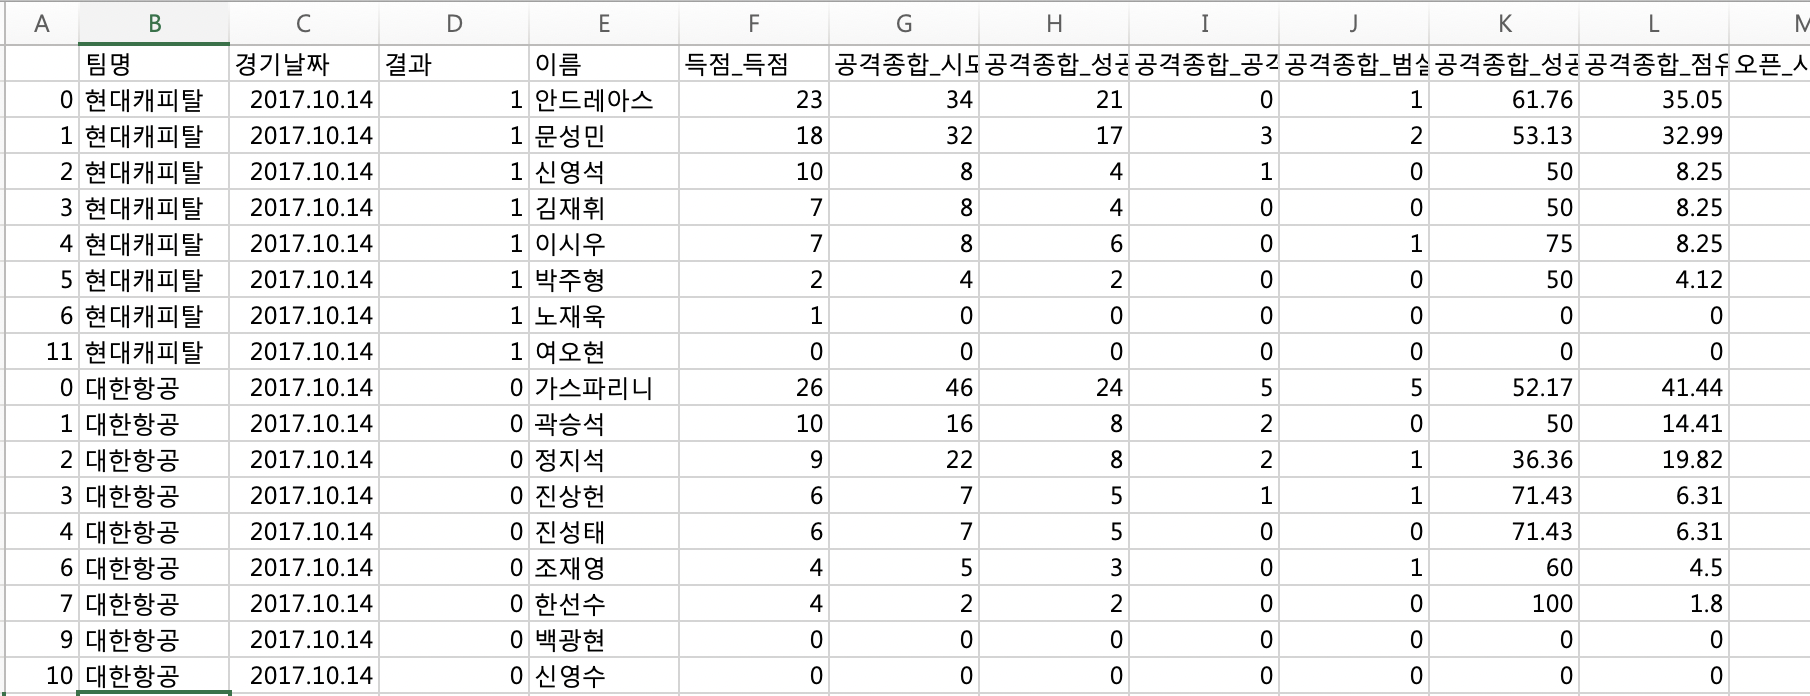 A B C D E F G H I J K L M
팀명 경기날짜 결과 이름 득점_득점 공격종합_시도 공격종합_성공 공격종합_공격 공격종합_범실 공격종합_성공 공격종합_점유 오픈_시
0 현대캐피탈 2017.10.14 1 안드레아스 23 34 21 0 1 61.76 35.05
1 현대캐피탈 2017.10.14 1 문성민 18 32 17 3 2 53.13 32.99
2 현대캐피탈 2017.10.14 1 신영석 10 8 4 1 0 50 8.25
3 현대캐피탈 2017.10.14 1 김재휘 7 8 4 0 0 50 8.25
4 현대캐피탈 2017.10.14 1 이시우 7 8 6 0 1 75 8.25
5 현대캐피탈 2017.10.14 1 박주형 2 4 2 0 0 50 4.12
6 현대캐피탈 2017.10.14 1 노재욱 1 0 0 0 0 0 0
11 현대캐피탈 2017.10.14 1 여오현 0 0 0 0 0 0 0
0 대한항공 2017.10.14 0 가스파리니 26 46 24 5 5 52.17 41.44
1 대한항공 2017.10.14 0 곽승석 10 16 8 2 0 50 14.41
2 대한항공 2017.10.14 0 정지석 9 22 8 2 1 36.36 19.82
3 대한항공 2017.10.14 0 진상헌 6 7 5 1 1 71.43 6.31
4 대한항공 2017.10.14 0 진성태 6 7 5 0 0 71.43 6.31
6 대한항공 2017.10.14 0 조재영 4 5 3 0 1 60 4.5
7 대한항공 2017.10.14 0 한선수 4 2 2 0 0 100 1.8
9 대한항공 2017.10.14 0 백광현 0 0 0 0 0 0 0
10 대한항공 2017.10.14 0 신영수 0 0 0 0 0 0 0